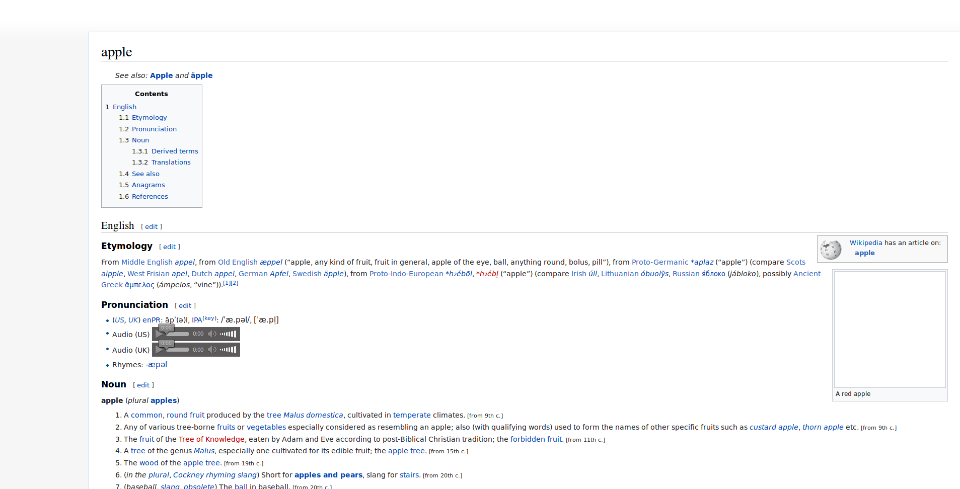 apple
See also: Apple and äpple
Contents
1 English
1.1 Etymology
1.2 Pronunciation
1.3 Noun
1.3.1 Derived terms
1.3.2 Translations
1.4 See also
1.5 Anagrams
1.6 References
English [ edit ]
Etymology [ edit ]
Wikipedia has an article on:
apple
From Middle English appel, from Old English æppel (“apple, any kind of fruit, fruit in general, apple of the eye, ball, anything round, bolus, pill”), from Proto-Germanic *aplaz (“apple”) (compare Scots
aipple, West Frisian apel, Dutch appel, German Apfel, Swedish äpple), from Proto-Indo-European (“apple”) (compare Irish úll, Lithuanian óbuolỹs, Russian я́блоко (jábloko), possibly Ancient
Greek ἄμπελος (ámpelos, “vine”)).[1][2]
Pronunciation [ edit ]
(US, UK) enPR: ăp'(ə)l, IPA(key): /ˈæ.pəl/, [ˈæ.pl̩]
Audio (US) 0:00
Audio (UK) 0:00
Rhymes: -æpəl
A red apple
Noun [ edit ]
apple (plural apples)
1. A common, round fruit produced by the tree Malus domestica, cultivated in temperate climates. [from 9th c.]
2. Any of various tree-borne fruits or vegetables especially considered as resembling an apple; also (with qualifying words) used to form the names of other specific fruits such as custard apple, thorn apple etc. [from 9th c.]
3. The fruit of the Tree of Knowledge, eaten by Adam and Eve according to post-Biblical Christian tradition; the forbidden fruit. [from 11th c.]
4. A tree of the genus Malus, especially one cultivated for its edible fruit; the apple tree. [from 15th c.]
5. The wood of the apple tree. [from 19th c.]
6. (in the plural, Cockney rhyming slang) Short for apples and pears, slang for stairs. [from 20th c.]
7. (baseball, slang, obsolete) The ball in baseball. [from 20th c.]